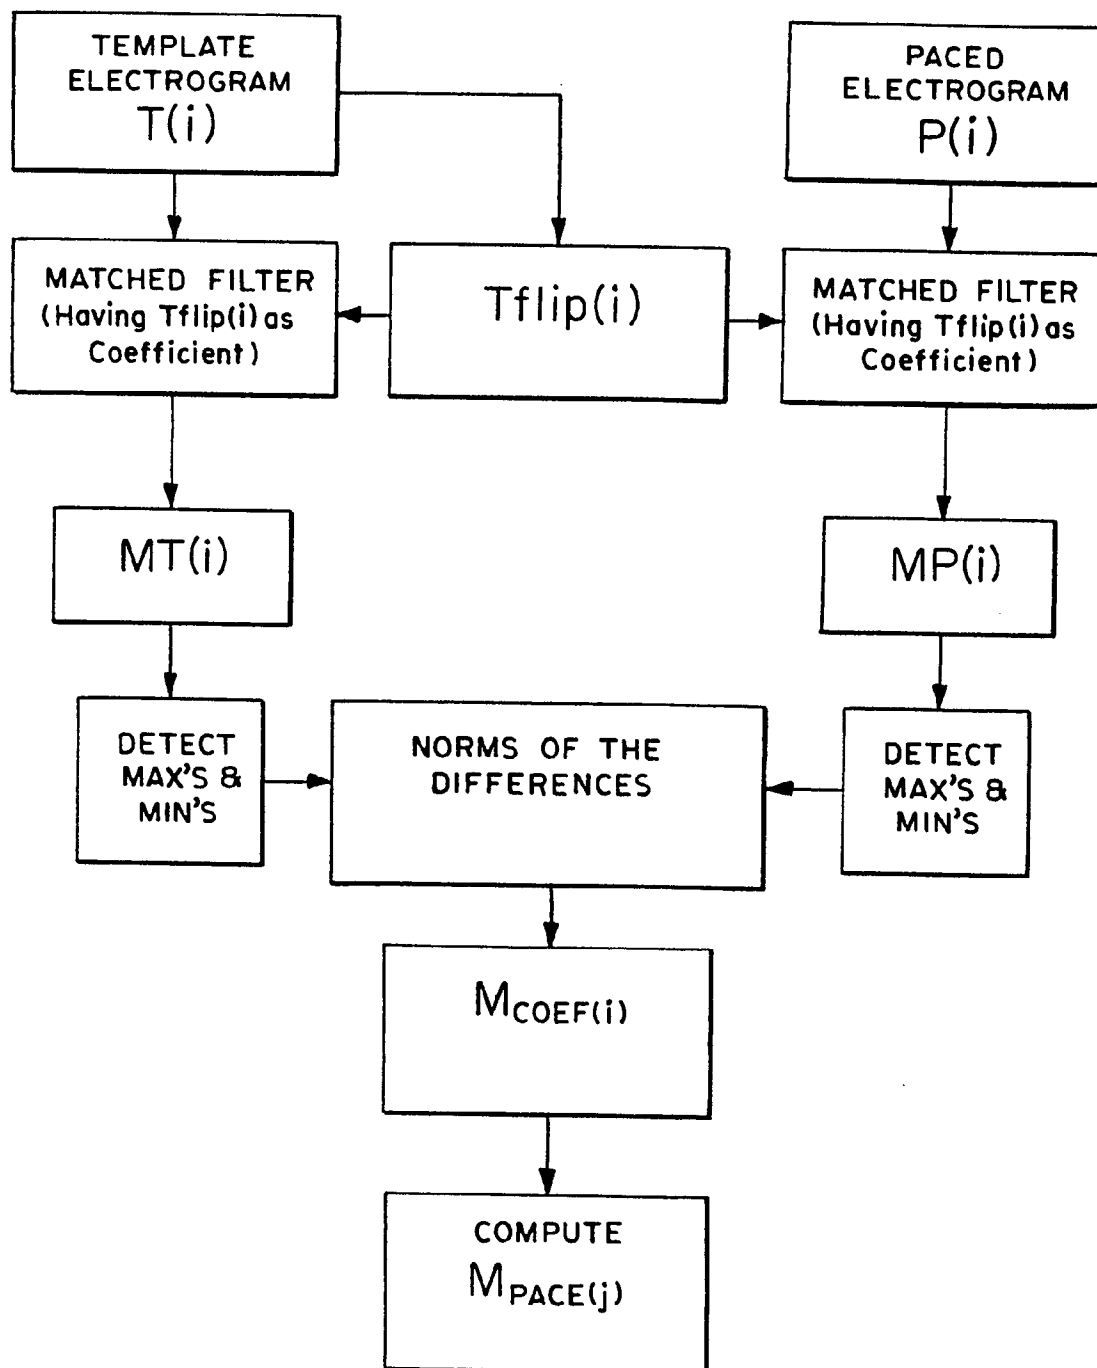 TEMPLATE
ELECTROGRAM
T(i)
PACED
ELECTROGRAM
P(i)
MATCHED FILTER
(Having Tflip(i) as
Coefficient)
Tflip(i)
MATCHED FILTER
(Having Tflip(i) as
Coefficient)
MT(i)
MP(i)
DETECT
MAX'S &
MIN'S
NORMS OF THE
DIFFERENCES
DETECT
MAX'S &
MIN'S
MCOEF(i)
COMPUTE
MPACE(j)